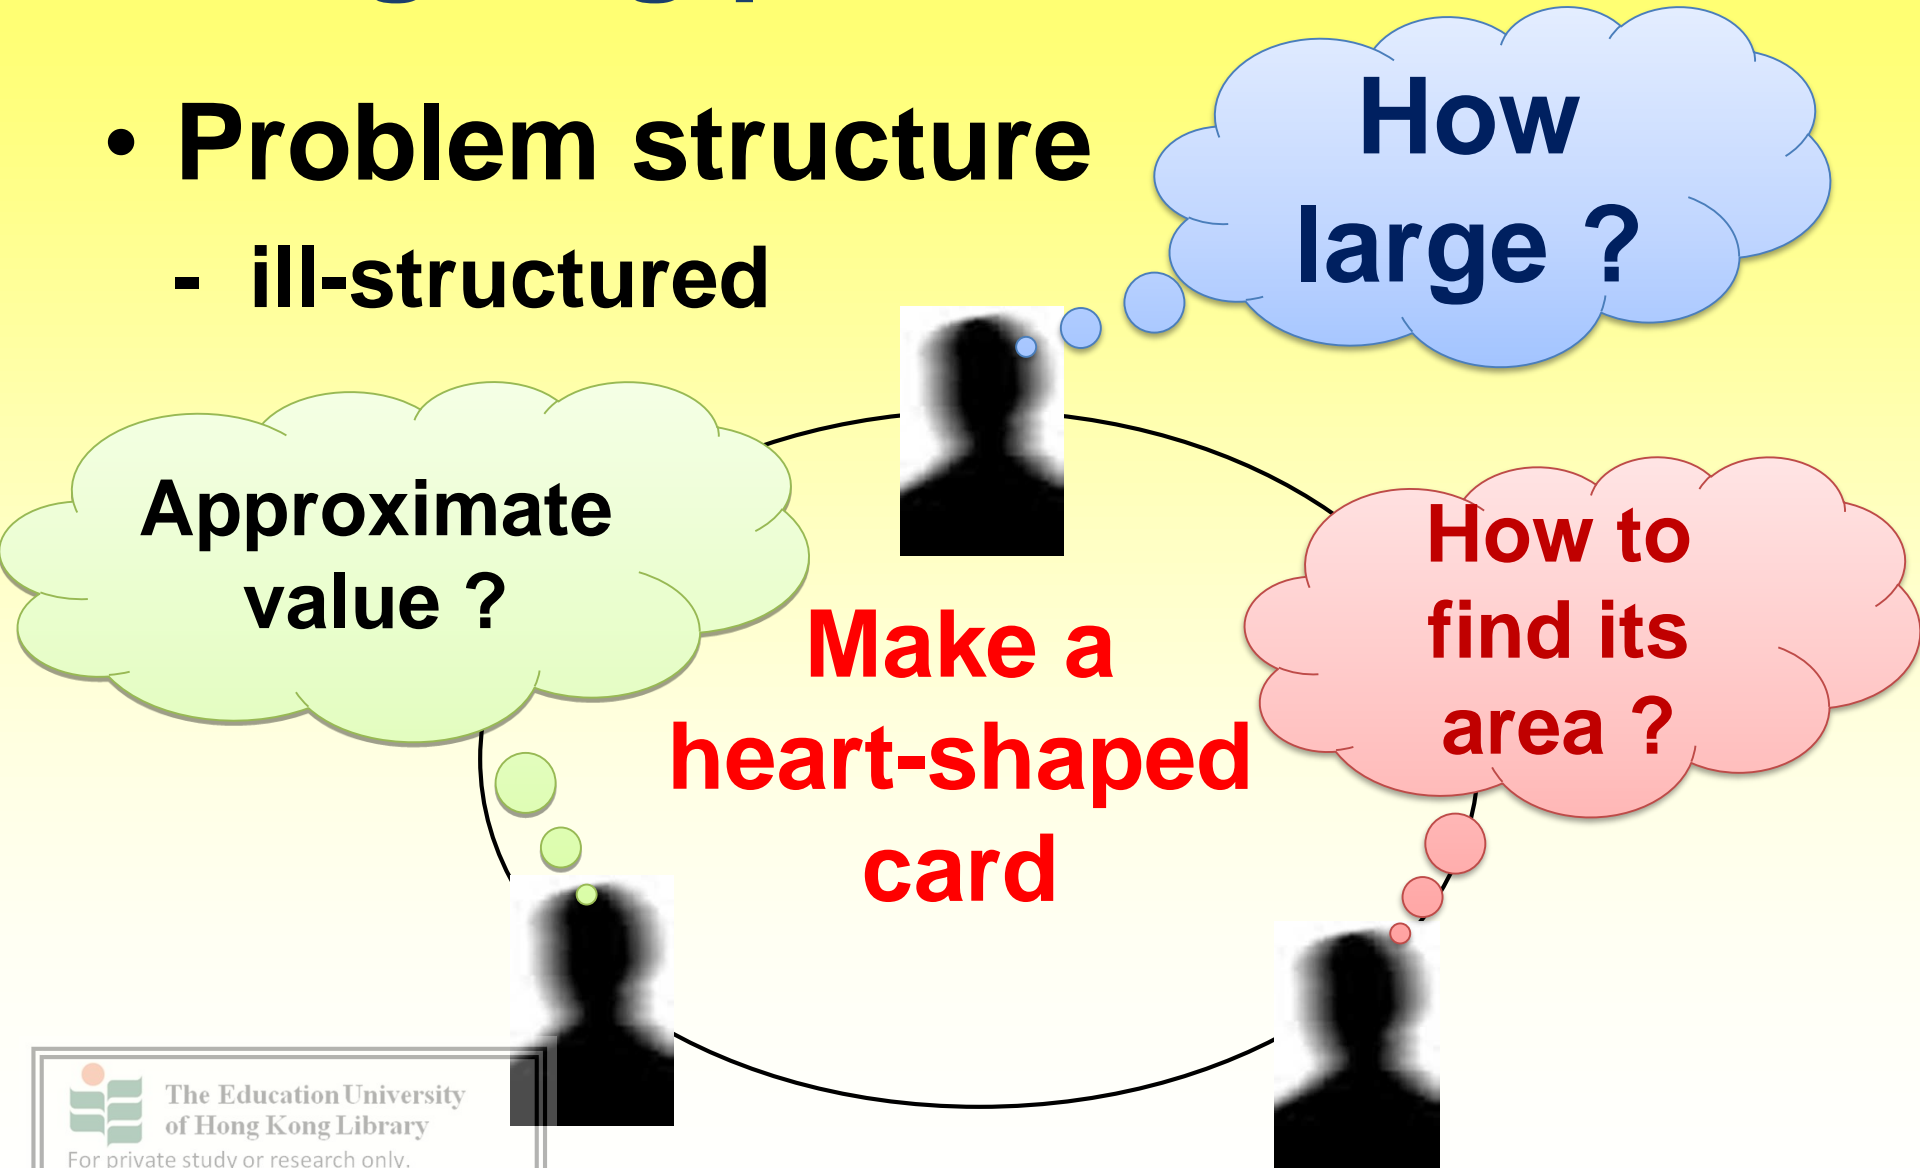 • Problem structure
- ill-structured
How
large ?
Approximate
value ?
How to
find its
area ?
Make a
heart-shaped
card
The Education University
of Hong Kong Library
For private study or research only.